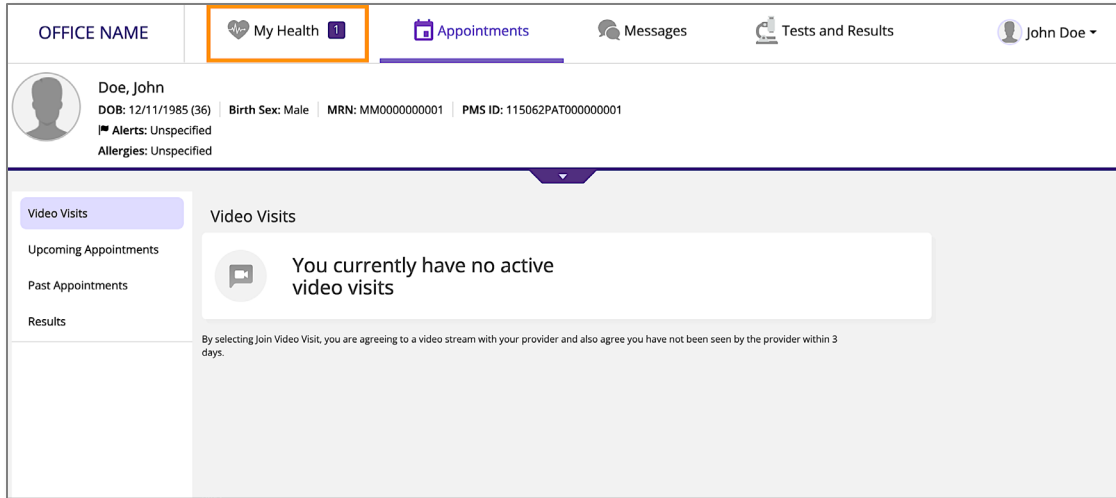 OFFICE NAME
My Health 1
Appointments
Messages
Tests and Results
John Doe
Doe, John
DOB: 12/11/1985 (36) Birth Sex: Male MRN: MM0000000001 PMS ID: 115062PAT000000001
Alerts: Unspecified
Allergies: Unspecified
Video Visits
Upcoming Appointments
Past Appointments
Results
Video Visits
You currently have no active
video visits
By selecting Join Video Visit, you are agreeing to a video stream with your provider and also agree you have not been seen by the provider within 3
days.